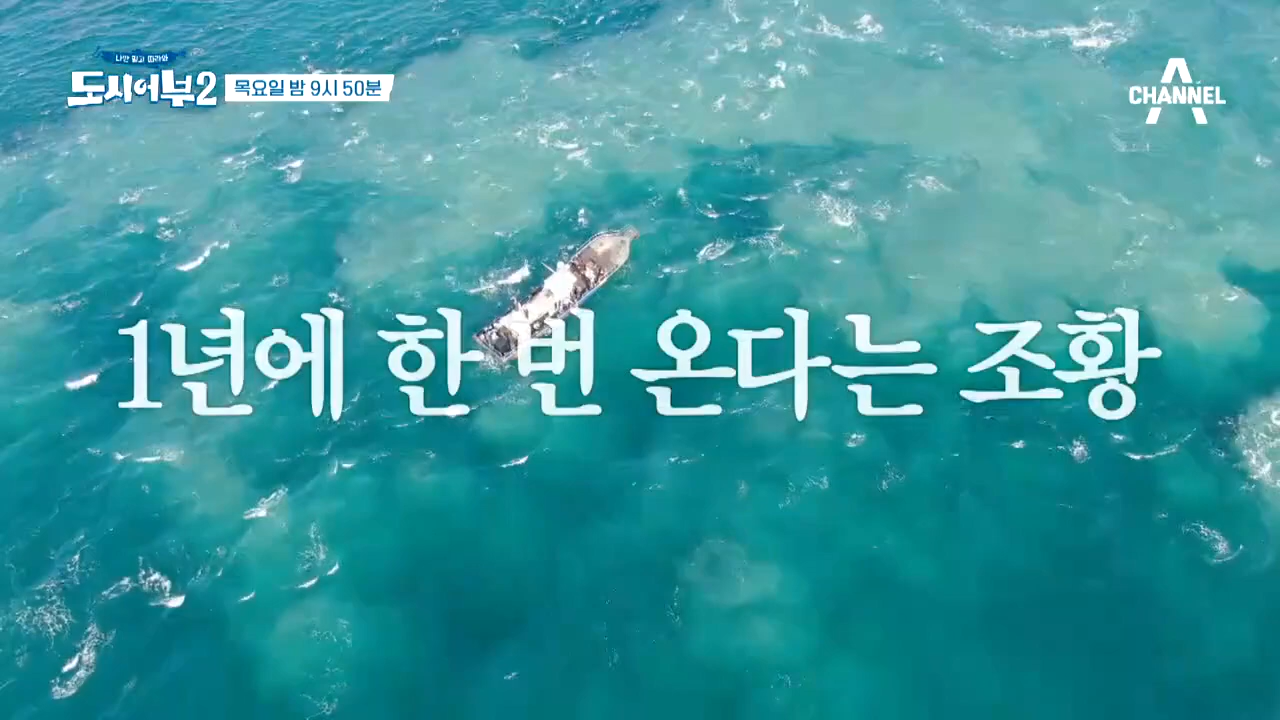 나만 믿고 따라와
도시어부2 목요일 밤 9시 50분
CHANNEL A
1년에 한 번 온다는 조황